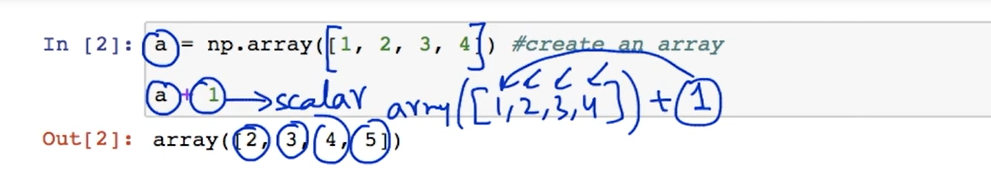 In [2]: a = np.array([1, 2, 3, 4]) #create an array
a + 1 → scalar array([1,2,3,4]) + 1
Out[2]: array([2, 3, 4, 5])